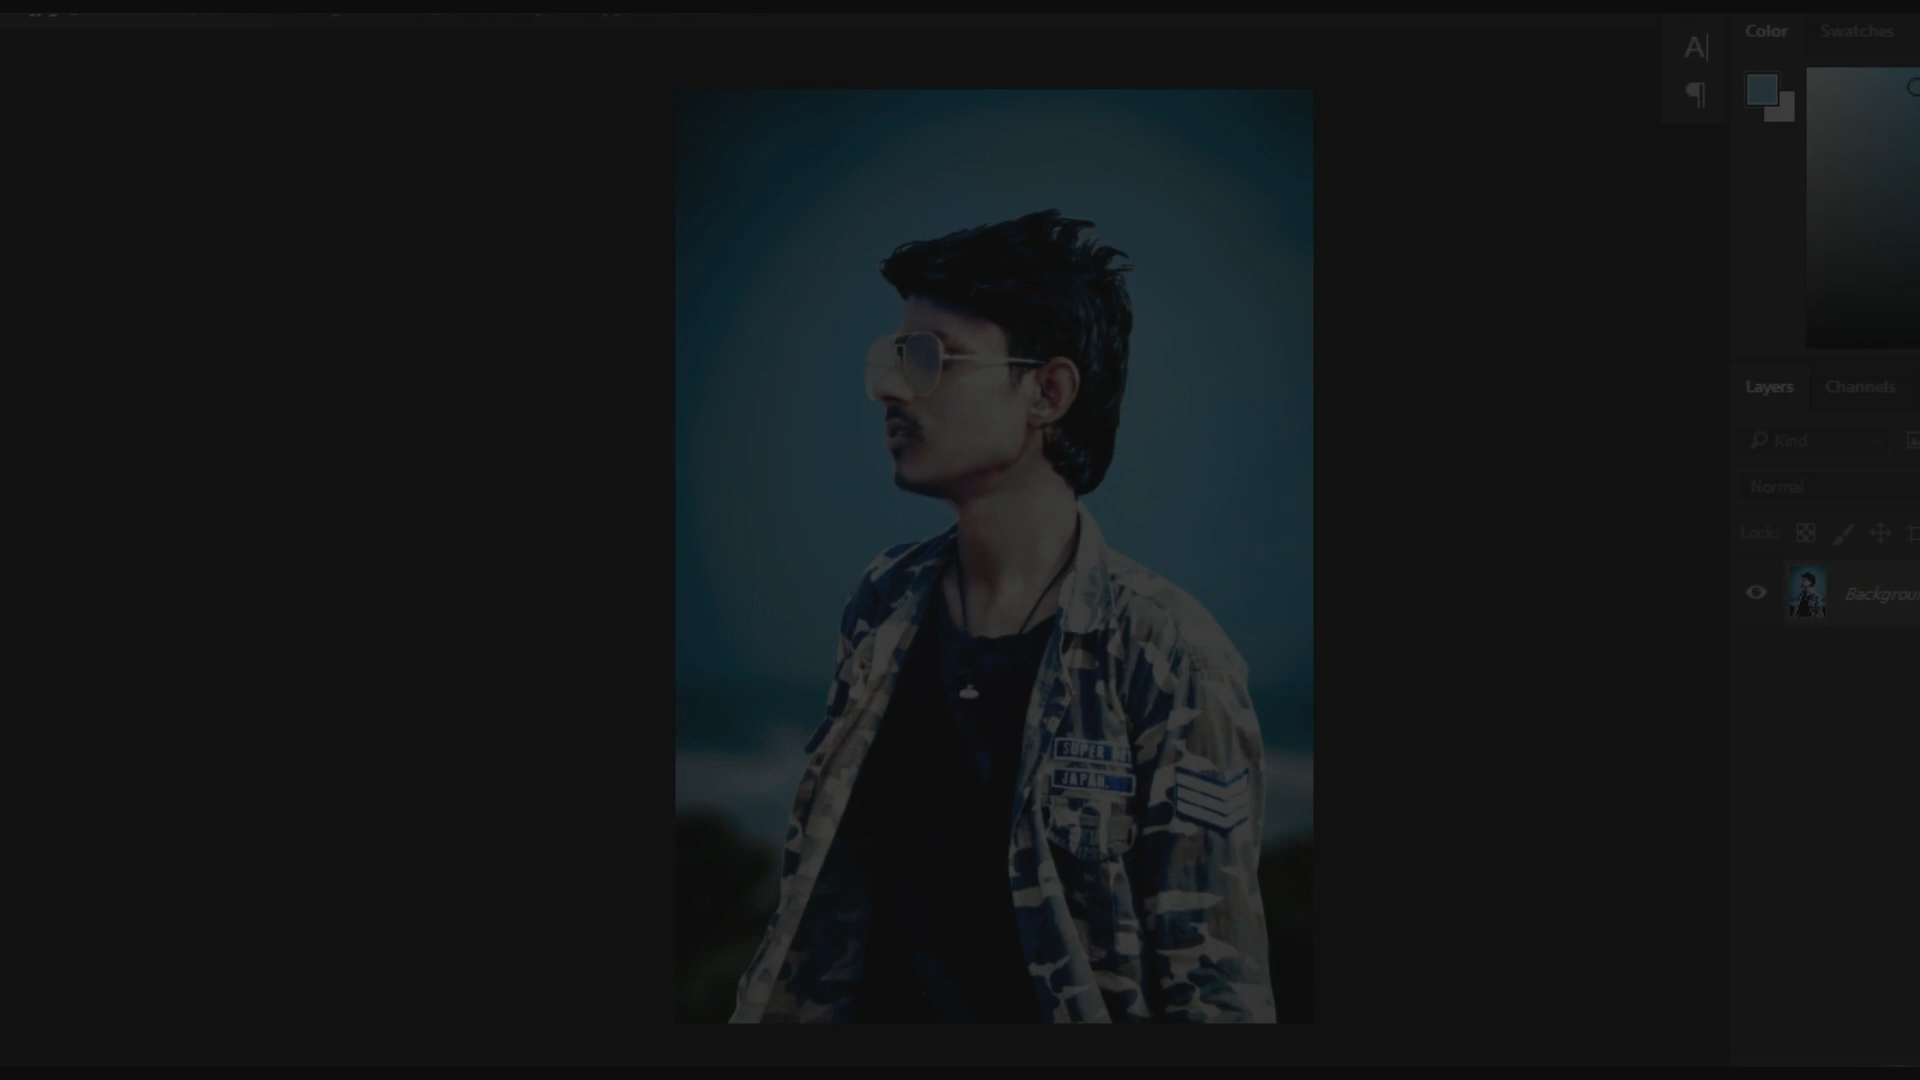 A
Color Swatches
Layers Channels
Kind
Normal
Lock:
SUPER
JAPAN.